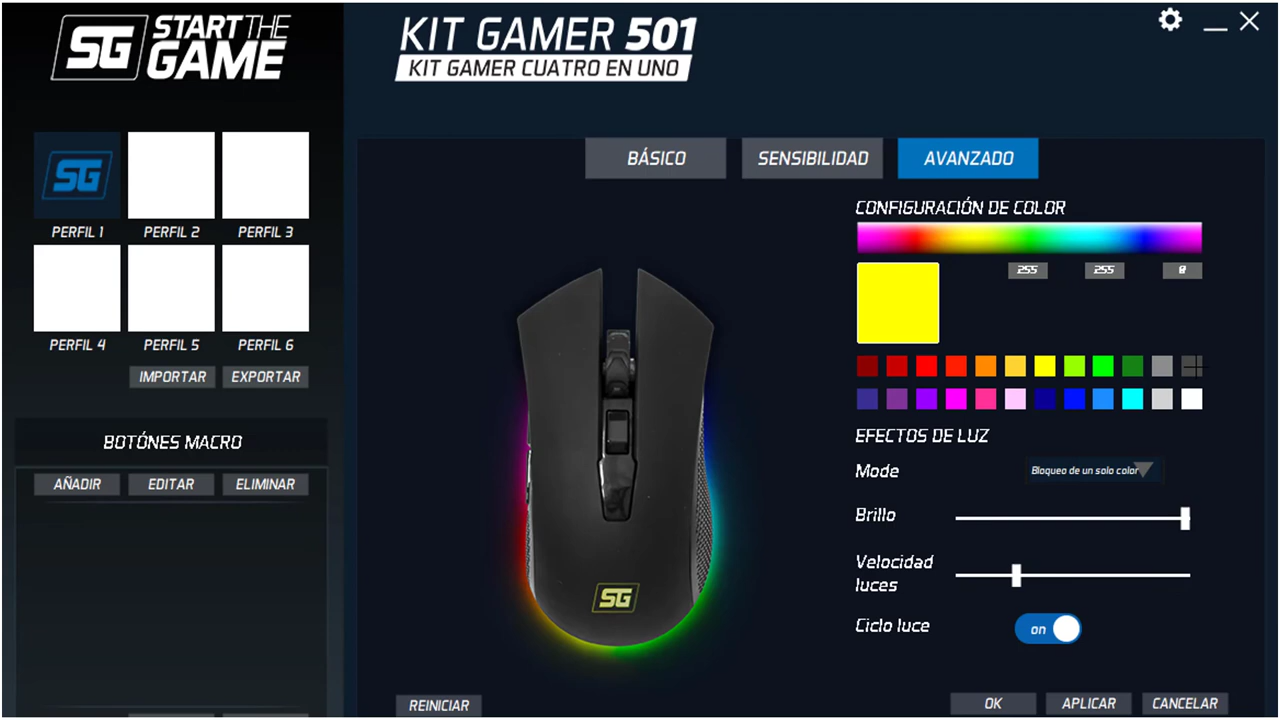 SG START THE GAME
KIT GAMER 501
KIT GAMER CUATRO EN UNO
SG
PERFIL 1 PERFIL 2 PERFIL 3
PERFIL 4 PERFIL 5 PERFIL 6
IMPORTAR EXPORTAR
BOTÓNES MACRO
AÑADIR EDITAR ELIMINAR
BÁSICO SENSIBILIDAD AVANZADO
CONFIGURACIÓN DE COLOR
255 255 0
EFECTOS DE LUZ
Mode Bloqueo de un solo color
Brillo
Velocidad
luces
Ciclo luce on
SG
REINICIAR OK APLICAR CANCELAR